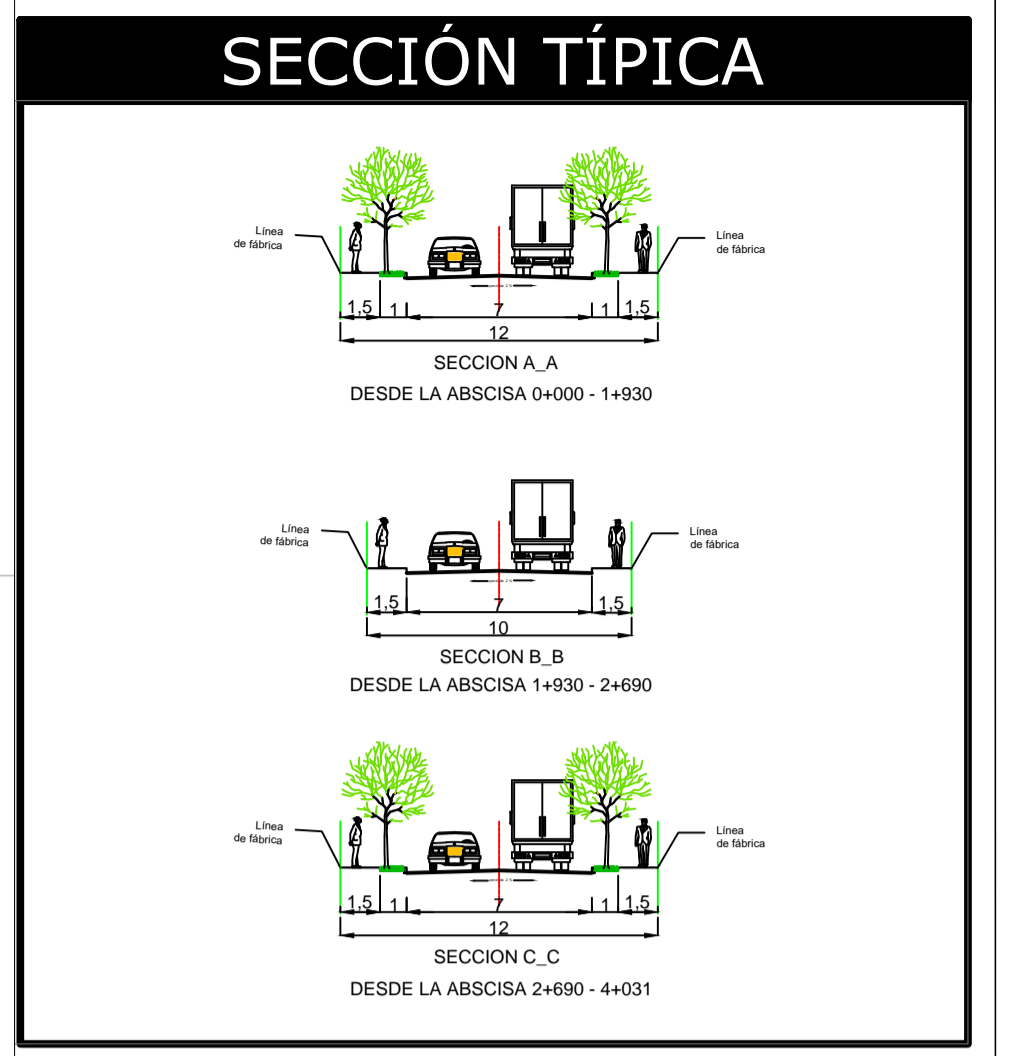 SECCIÓN TÍPICA
Línea
de fábrica
Línea
de fábrica
1,5 1 7 1 1,5
12
SECCION A_A
DESDE LA ABSCISA 0+000 - 1+930
Línea
de fábrica
Línea
de fábrica
1,5 7 1,5
10
SECCION B_B
DESDE LA ABSCISA 1+930 - 2+690
Línea
de fábrica
Línea
de fábrica
1,5 1 7 1 1,5
12
SECCION C_C
DESDE LA ABSCISA 2+690 - 4+031